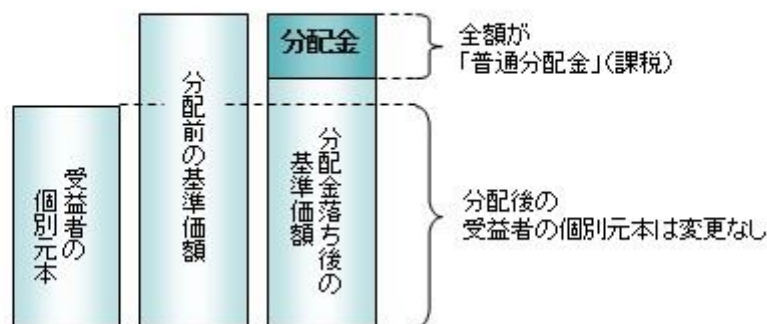 受益者の
個別元本
分配前の基準価額
分配金
分配金落ち後の
基準価額
全額が
「普通分配金」(課税)
分配後の
受益者の個別元本は変更なし